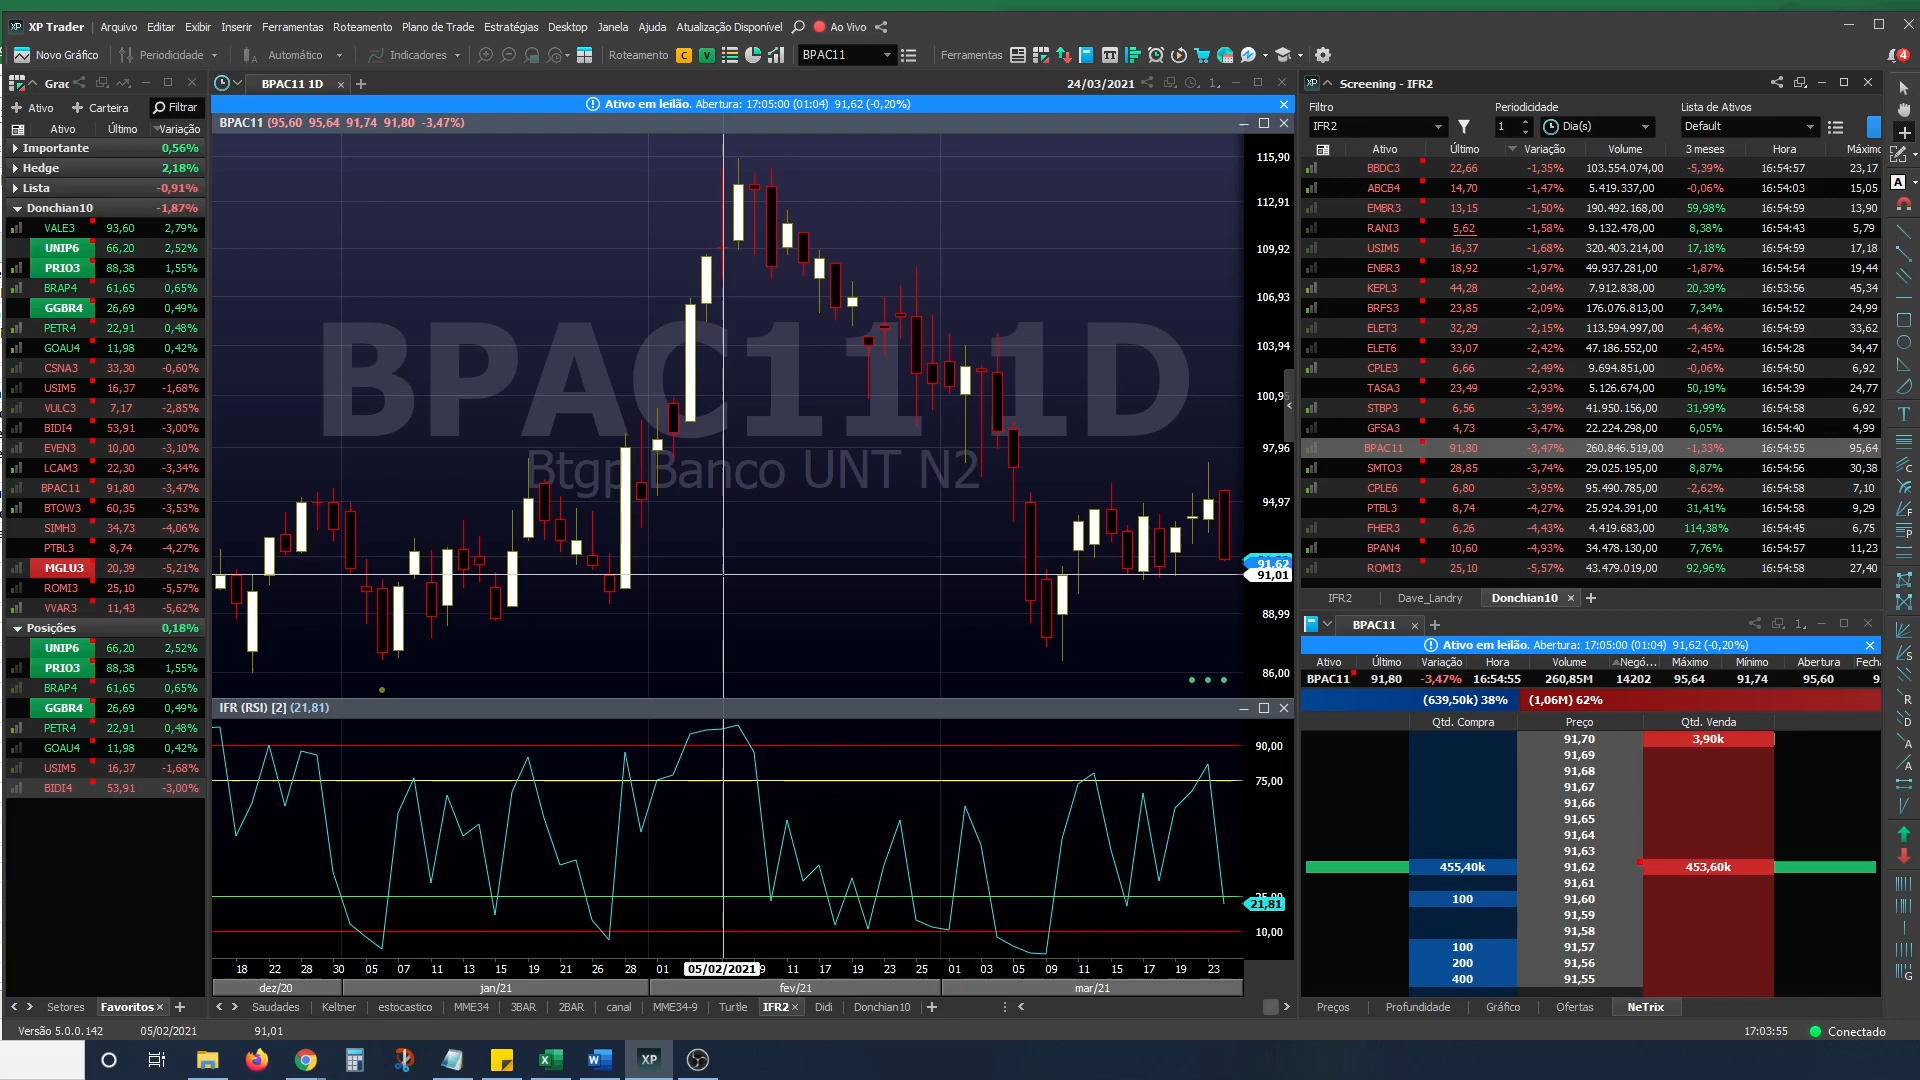 XP Trader Arquivo Editar Exibir Inserir Ferramentas Roteamento Plano de Trade Estratégias Desktop Janela Ajuda Atualização Disponível Ao Vivo
Novo Gráfico Periodicidade Automático Indicadores Roteamento C V BPAC11 Ferramentas 4
Grac
Ativo Carteira Filtrar
Ativo Último Variação
Importante 0,56%
Hedge 2,18%
Lista -0,91%
Donchian10 -1,87%
VALE3 93,60 2,79%
UNIP6 66,20 2,52%
PRIO3 88,38 1,55%
BRAP4 61,65 0,65%
GGBR4 26,69 0,49%
PETR4 22,91 0,48%
GOAU4 11,98 0,42%
CSNA3 33,30 -0,60%
USIM5 16,37 -1,68%
VULC3 7,17 -2,85%
BIDI4 53,91 -3,00%
EVEN3 10,00 -3,10%
LCAM3 22,30 -3,34%
BPAC11 91,80 -3,47%
BTOW3 60,35 -3,53%
SIMH3 34,73 -4,06%
PTBL3 8,74 -4,27%
MGLU3 20,39 -5,21%
ROMI3 25,10 -5,57%
VVAR3 11,43 -5,62%
Posições 0,18%
UNIP6 66,20 2,52%
PRIO3 88,38 1,55%
BRAP4 61,65 0,65%
GGBR4 26,69 0,49%
PETR4 22,91 0,48%
GOAU4 11,98 0,42%
USIM5 16,37 -1,68%
BIDI4 53,91 -3,00%
Setores Favoritos
BPAC11 1D 24/03/2021 1
Ativo em leilão. Abertura: 17:05:00 (01:04) 91,62 (-0,20%)
BPAC11 (95,60 95,64 91,74 91,80 -3,47%)
BPAC11 1D
Btgp Banco UNT N2
115,90
112,91
109,92
106,93
103,94
100,95
97,96
94,97
91,62
91,01
88,99
86,00
IFR (RSI) [2] (21,81)
90,00
75,00
25,00
21,81
10,00
18 22 28 30 05 07 11 13 15 19 21 26 28 01 05/02/2021 9 11 17 19 23 25 01 03 05 09 11 15 17 19 23
dez/20 jan/21 fev/21 mar/21
Saudades Keltner estocastico MME34 3BAR 2BAR canal MME34-9 Turtle IFR2 Didi Donchian10
Screening - IFR2
Filtro Periodicidade Lista de Ativos
IFR2 1 Dia(s) Default
Ativo Último Variação Volume 3 meses Hora Máximo
BBDC3 22,66 -1,35% 103.554.074,00 -5,39% 16:54:57 23,17
ABCB4 14,70 -1,47% 5.419.337,00 -0,06% 16:54:03 15,05
EMBR3 13,15 -1,50% 190.492.168,00 59,98% 16:54:59 13,90
RANI3 5,62 -1,58% 9.132.478,00 8,38% 16:54:43 5,79
USIM5 16,37 -1,68% 320.403.214,00 17,18% 16:54:59 17,18
ENBR3 18,92 -1,97% 49.937.281,00 -1,87% 16:54:54 19,44
KEPL3 44,28 -2,04% 7.912.838,00 20,39% 16:53:56 45,34
BRFS3 23,85 -2,09% 176.076.813,00 7,34% 16:54:52 24,99
ELET3 32,29 -2,15% 113.594.997,00 -4,46% 16:54:59 33,62
ELET6 33,07 -2,42% 47.186.552,00 -2,45% 16:54:28 34,47
CPLE3 6,66 -2,49% 9.694.851,00 -0,06% 16:54:50 6,92
TASA3 23,49 -2,93% 5.126.674,00 50,19% 16:54:39 24,77
STBP3 6,56 -3,39% 41.950.156,00 31,99% 16:54:58 6,92
GFSA3 4,73 -3,47% 22.224.298,00 6,05% 16:54:40 4,99
BPAC11 91,80 -3,47% 260.846.519,00 -1,33% 16:54:55 95,64
SMTO3 28,85 -3,74% 29.025.195,00 8,87% 16:54:56 30,38
CPLE6 6,80 -3,95% 95.490.785,00 -2,62% 16:54:58 7,10
PTBL3 8,74 -4,27% 25.924.391,00 31,41% 16:54:58 9,29
FHER3 6,26 -4,43% 4.419.683,00 114,38% 16:54:45 6,75
BPAN4 10,60 -4,93% 34.478.130,00 7,76% 16:54:57 11,23
ROMI3 25,10 -5,57% 43.479.019,00 92,96% 16:54:58 27,40
IFR2 Dave_Landry Donchian10
BPAC11 1
Ativo em leilão. Abertura: 17:05:00 (01:04) 91,62 (-0,20%)
Ativo Último Variação Hora Volume Negó... Máximo Mínimo Abertura Fecha
BPAC11 91,80 -3,47% 16:54:55 260,85M 14202 95,64 91,74 95,60 9
(639,50k) 38% (1,06M) 62%
Qtd. Compra Preço Qtd. Venda
91,70 3,90k
91,69
91,68
91,67
91,66
91,65
91,64
91,63
455,40k 91,62 453,60k
91,61
100 91,60
91,59
91,58
100 91,57
200 91,56
400 91,55
Preços Profundidade Gráfico Ofertas NeTrix
Versão 5.0.0.142 05/02/2021 91,01 17:03:55 Conectado